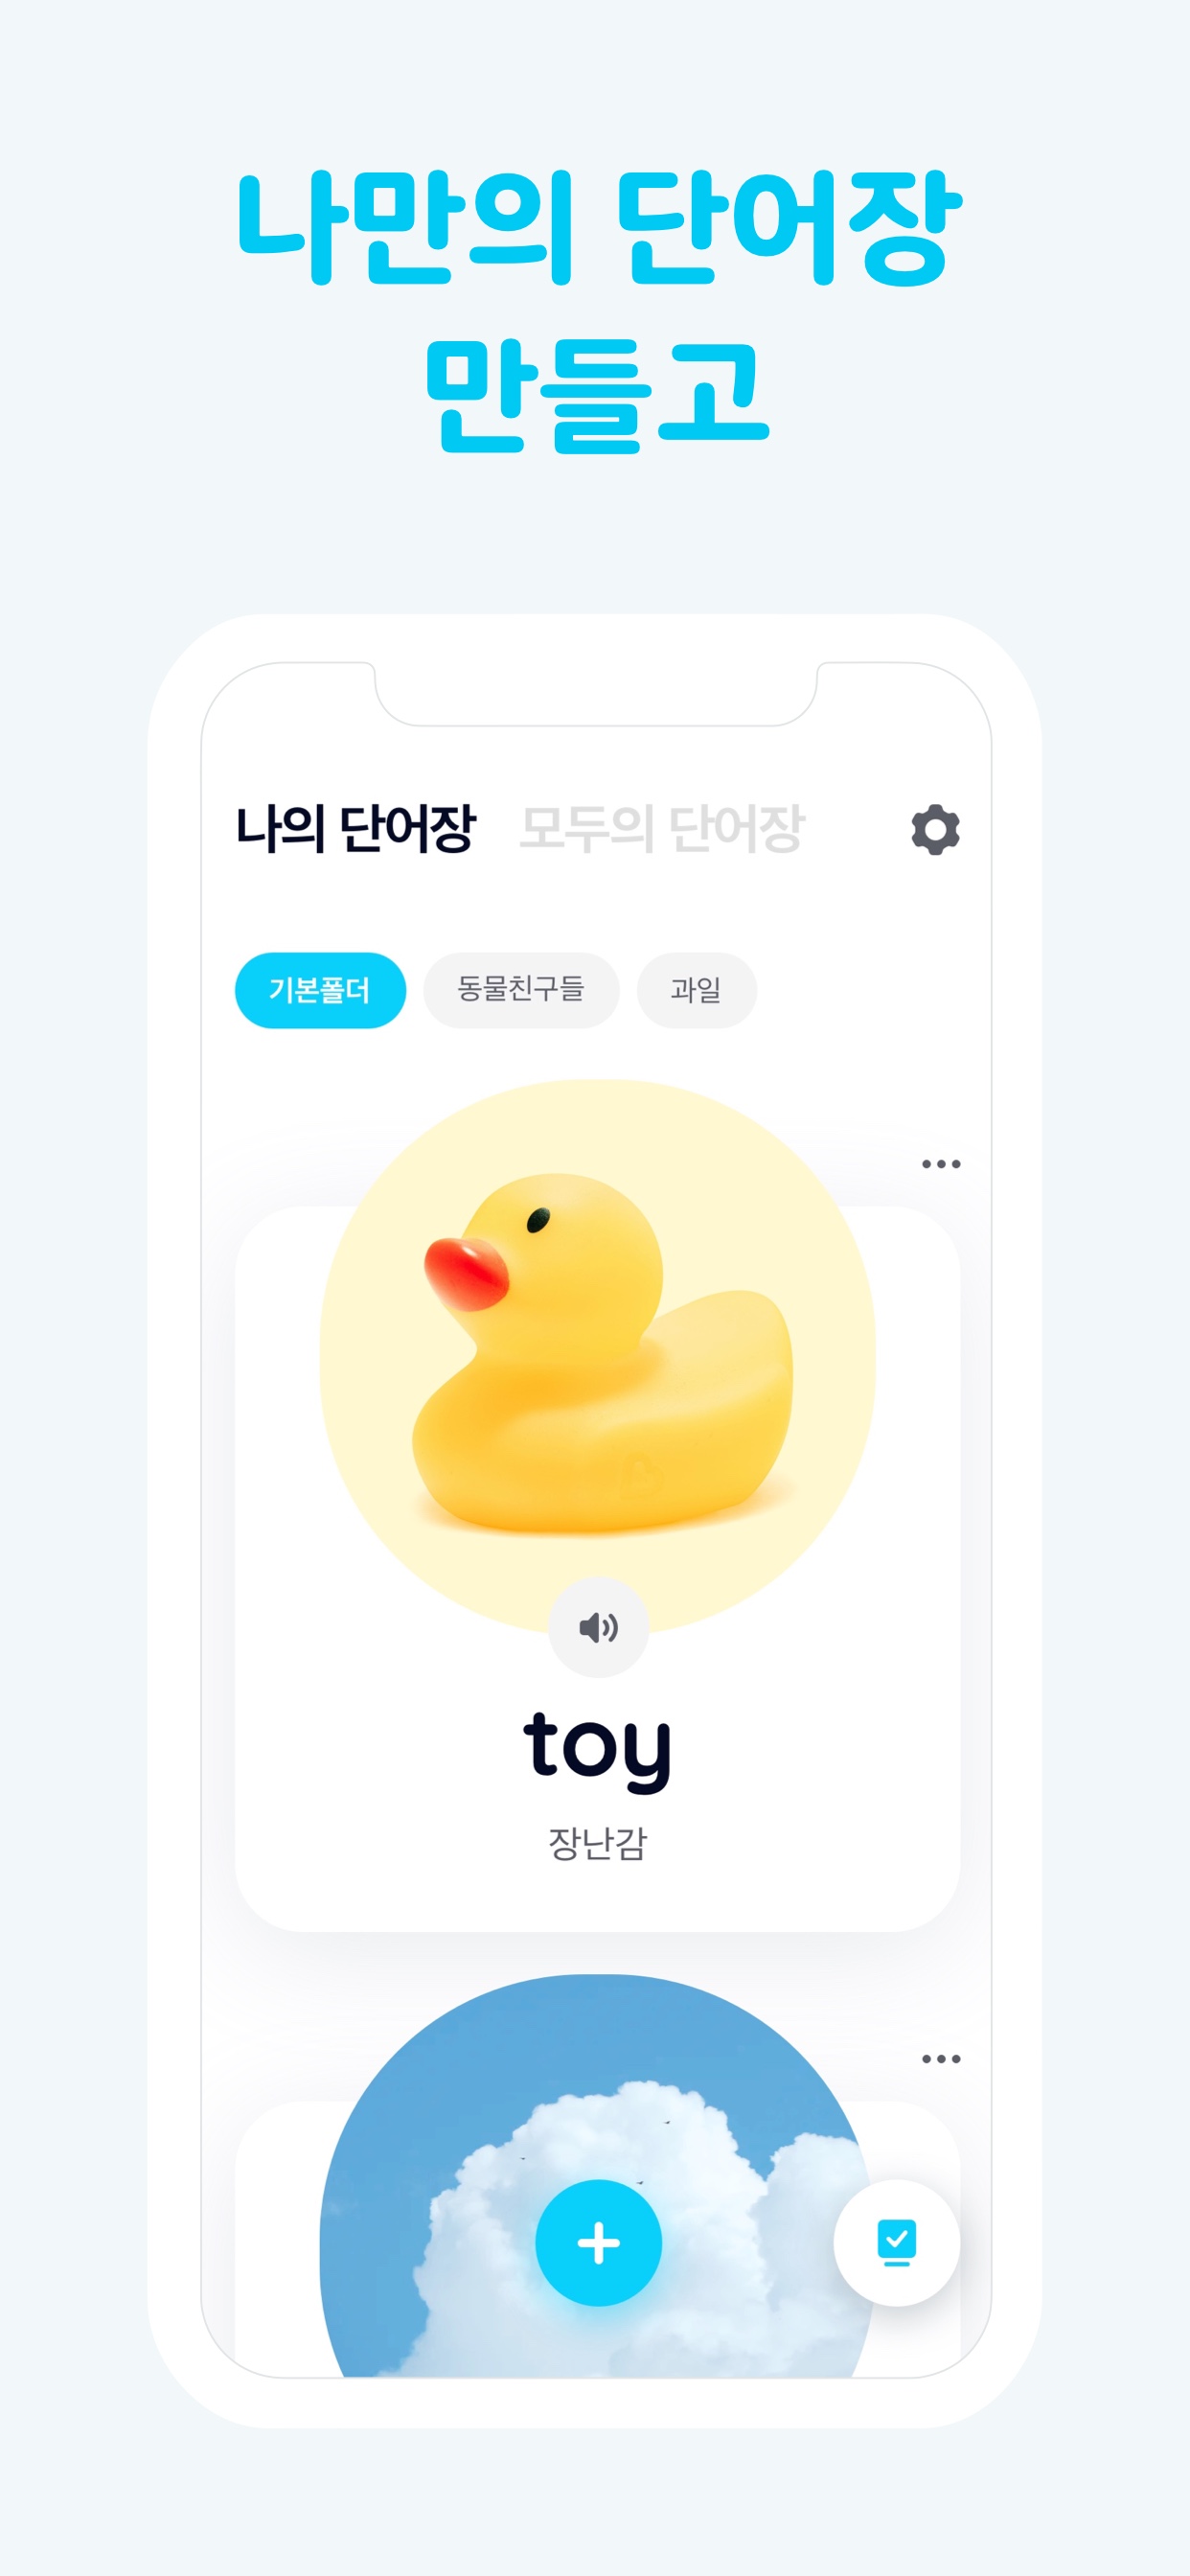 나만의 단어장
만들고
나의 단어장 모두의 단어장
기본폴더 동물친구들 과일
toy
장난감